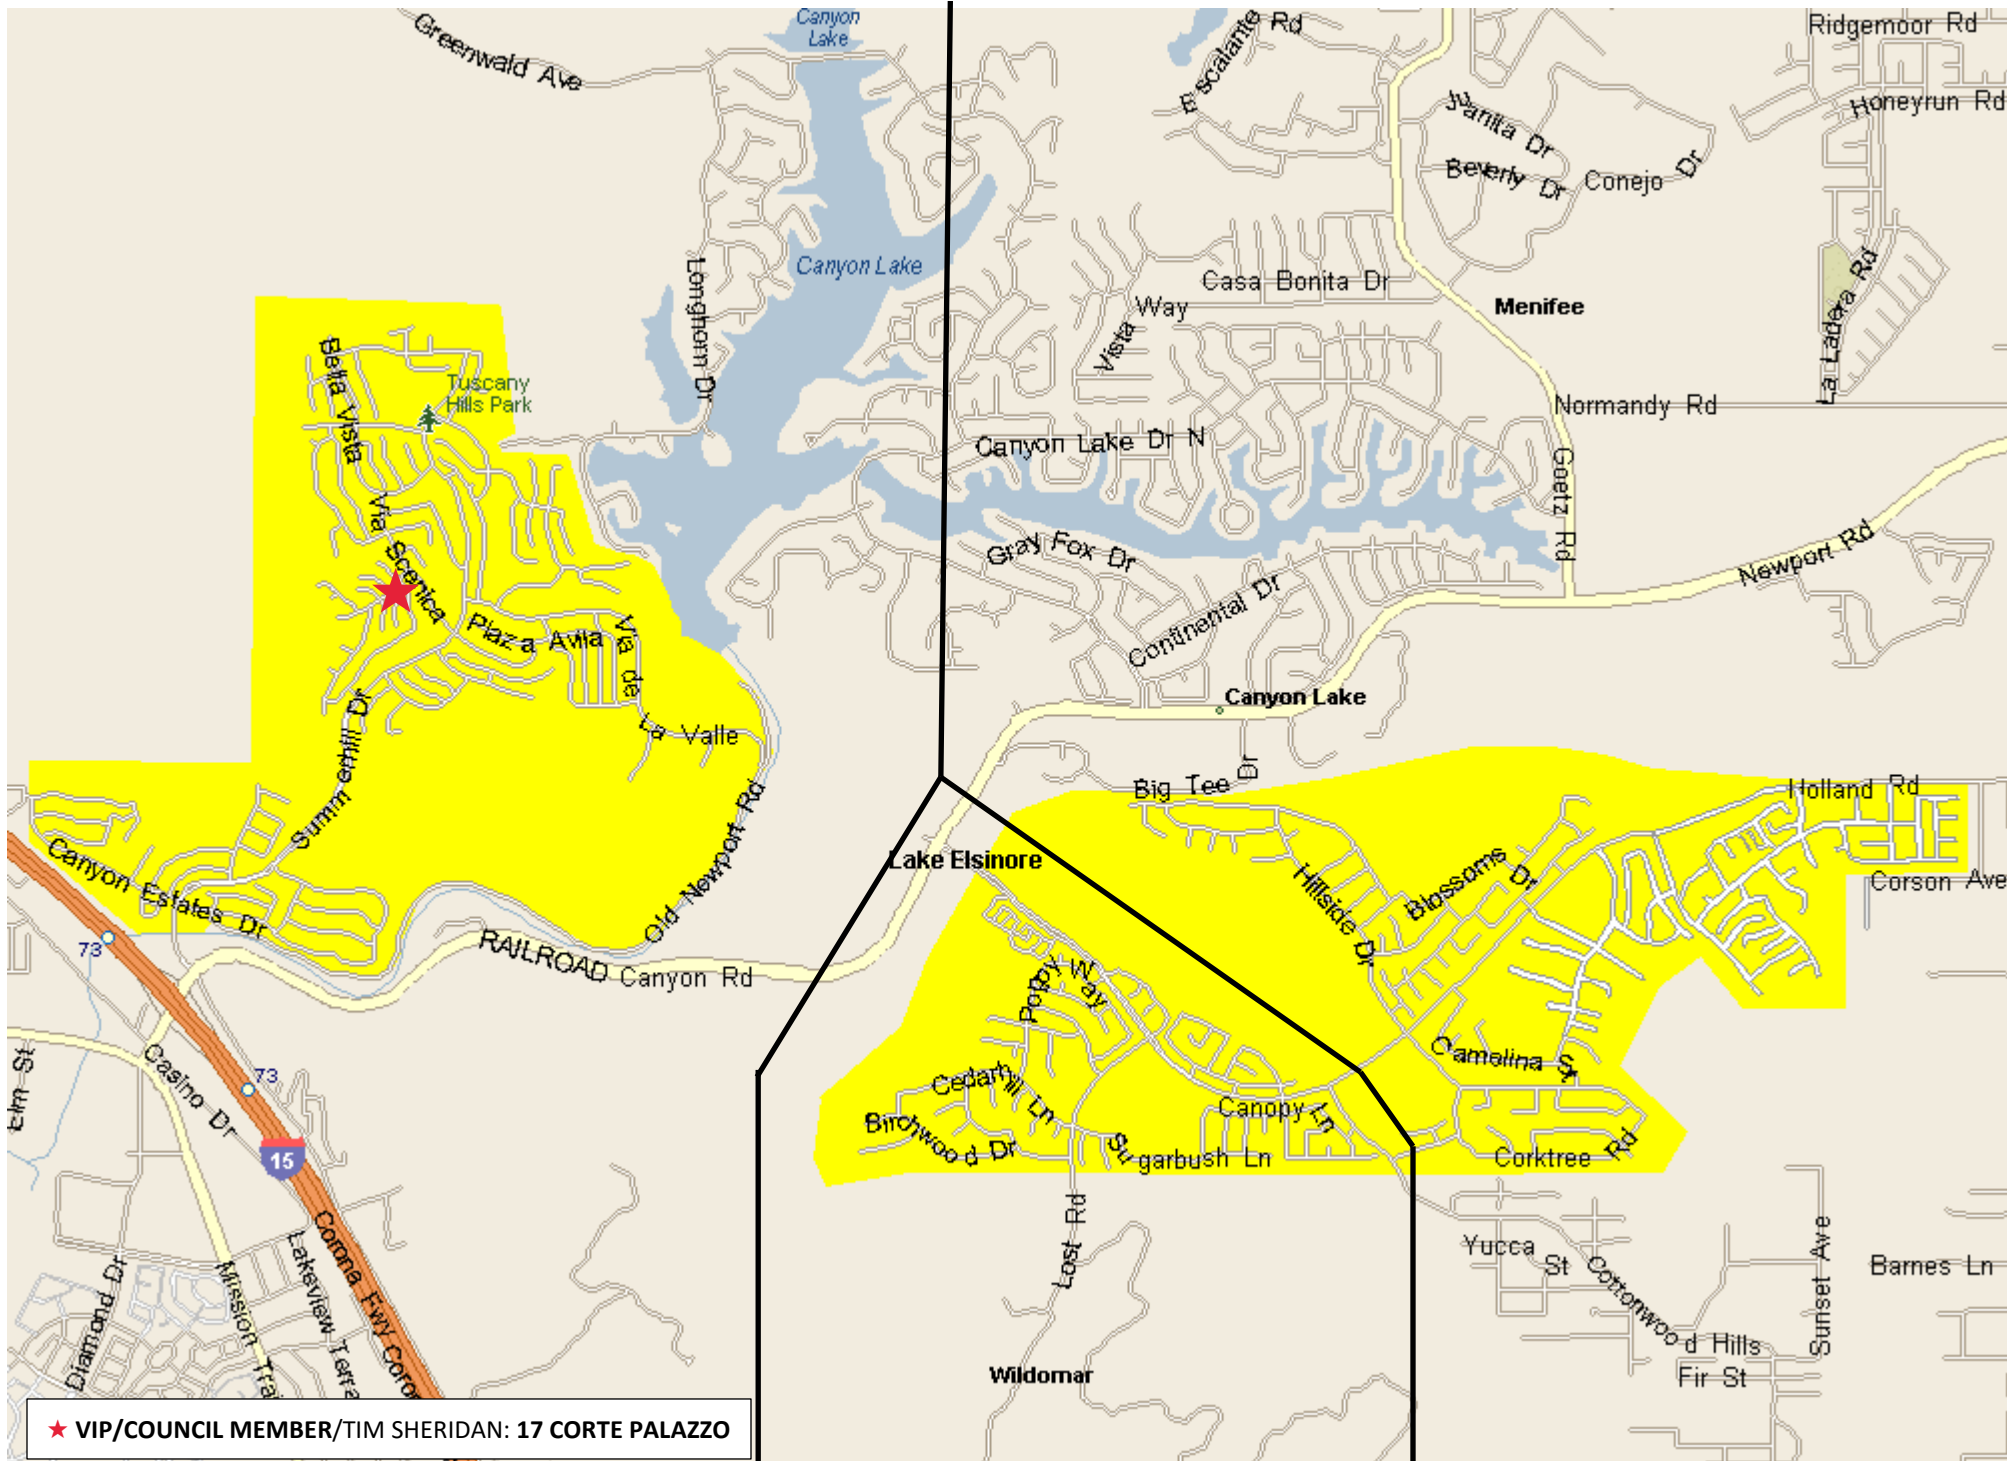 Greenwald Ave
Canyon
Lake
Escalante Rd
Ridgemoor Rd
Honeyrun Rd
Juanita Dr
Beverly Dr
Conejo Dr
Canyon Lake
Longhorn Dr
Casa Bonita Dr
Vista Way
Menifee
La Ladera Rd
Bella Vista
Tuscany
Hills Park
Normandy Rd
Canyon Lake Dr N
Goetz Rd
Newport Rd
Via Scenica
Gray Fox Dr
Continental Dr
Plaza Avila
Via de La Valle
Canyon Lake
Summerhill Dr
Old Newport Rd
Big Tee Dr
Holland Rd
Lake Elsinore
Canyon Estates Dr
Hillside Dr
Blossoms Dr
Corson Ave
73
RAILROAD Canyon Rd
Poppy Way
Elm St
Casino Dr
73
Camelina St
Cedarhill Ln
Birchwood Dr
Canopy Ln
Sugarbush Ln
Corktree Rd
15
Lost Rd
Yucca St
Cottonwood Hills
Sunset Ave
Barnes Ln
Fir St
Diamond Dr
Mission Trai
Lakeview Terra
Corona Fwy Coron
Wildomar
★ VIP/COUNCIL MEMBER/TIM SHERIDAN: 17 CORTE PALAZZO